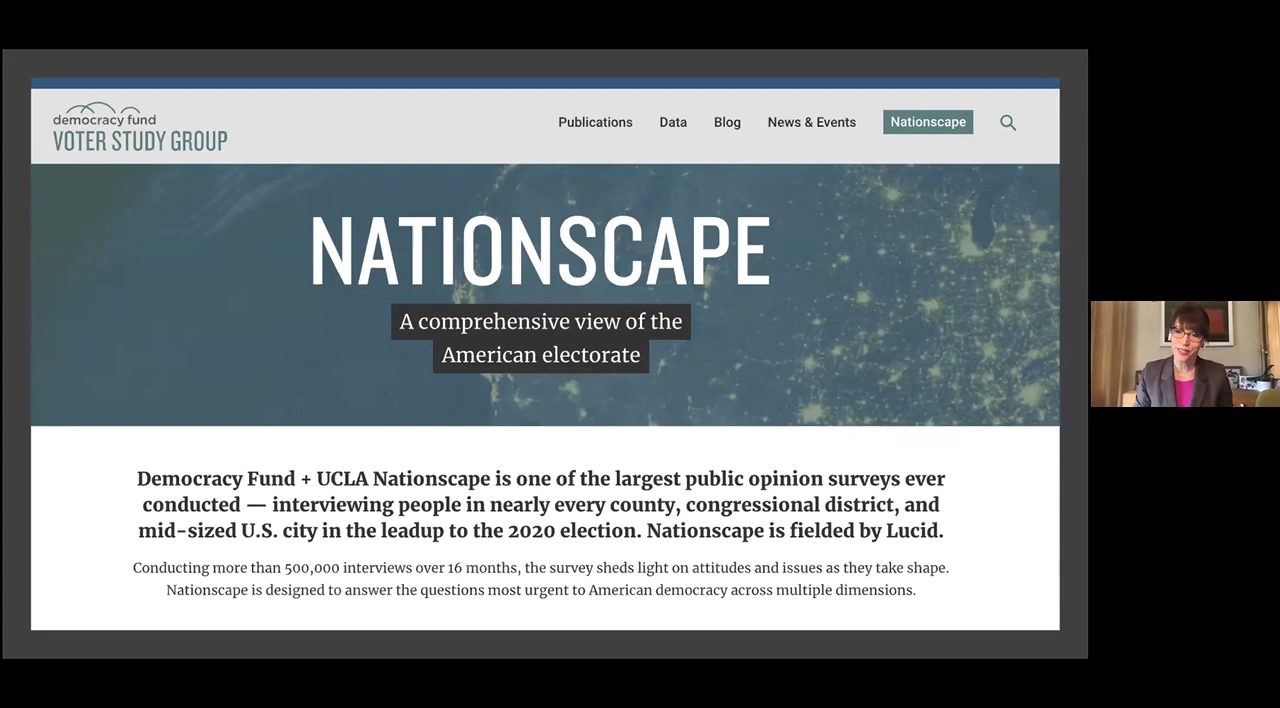 democracy fund
VOTER STUDY GROUP
Publications Data Blog News & Events Nationscape
NATIONSCAPE
A comprehensive view of the
American electorate
Democracy Fund + UCLA Nationscape is one of the largest public opinion surveys ever
conducted — interviewing people in nearly every county, congressional district, and
mid-sized U.S. city in the leadup to the 2020 election. Nationscape is fielded by Lucid.
Conducting more than 500,000 interviews over 16 months, the survey sheds light on attitudes and issues as they take shape.
Nationscape is designed to answer the questions most urgent to American democracy across multiple dimensions.